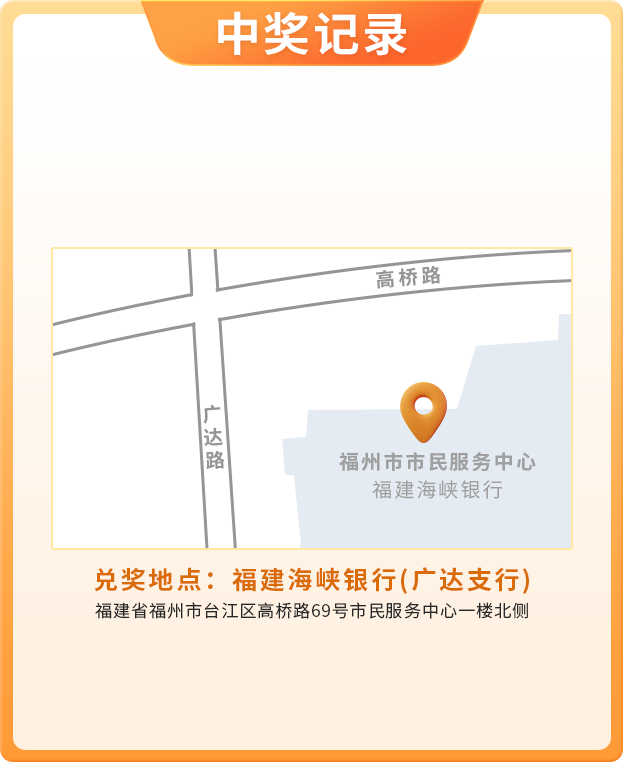 中奖记录
高桥路
广达路
福州市市民服务中心
福建海峡银行
兑奖地点：福建海峡银行(广达支行)
福建省福州市台江区高桥路69号市民服务中心一楼北侧